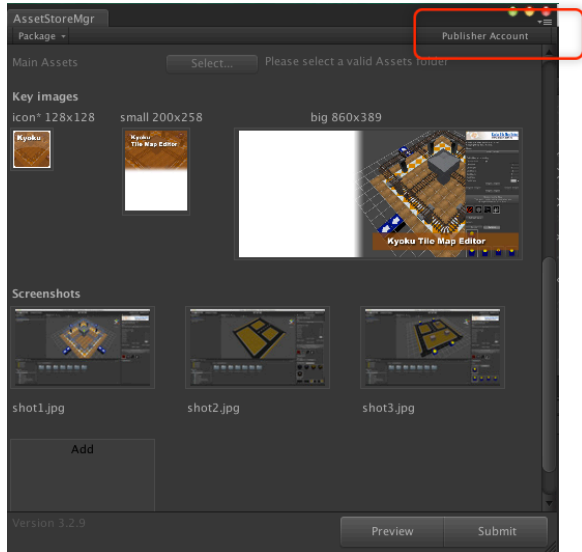 AssetStoreMgr
Package
Publisher Account
Main Assets Select... Please select a valid Assets folder
Key images
icon* 128x128 small 200x258 big 860x389
Kyoku
Kyoku
Tile Map Editor
Kyoku Tile Map Editor
Screenshots
shot1.jpg shot2.jpg shot3.jpg
Add
Version 3.2.9
Preview Submit